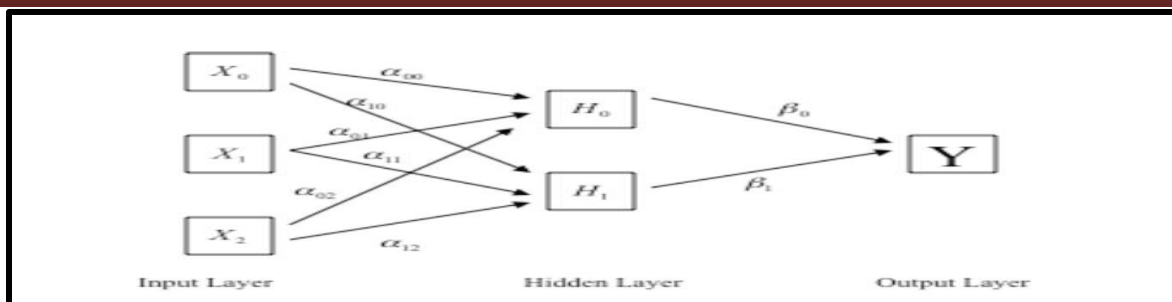 X₀
α₀₀
α₁₀
H₀
β₀
α₀₁
X₁
α₁₁
Y
α₀₂
H₁
β₁
X₂
α₁₂
Input Layer Hidden Layer Output Layer